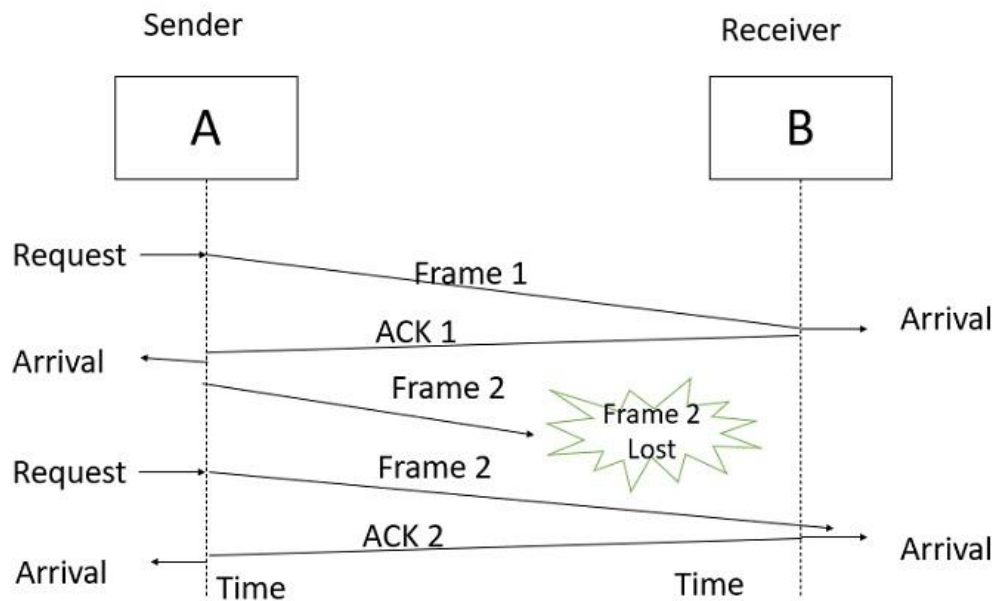 Sender
Receiver
A
B
Request
Frame 1
Arrival
ACK 1
Arrival
Frame 2
Frame 2
Lost
Request
Frame 2
ACK 2
Arrival
Arrival
Time
Time